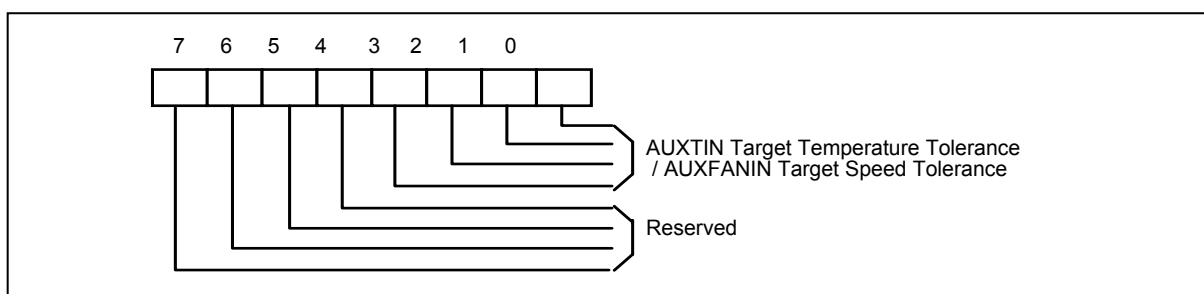 7 6 5 4 3 2 1 0
AUXTIN Target Temperature Tolerance
/ AUXFANIN Target Speed Tolerance
Reserved